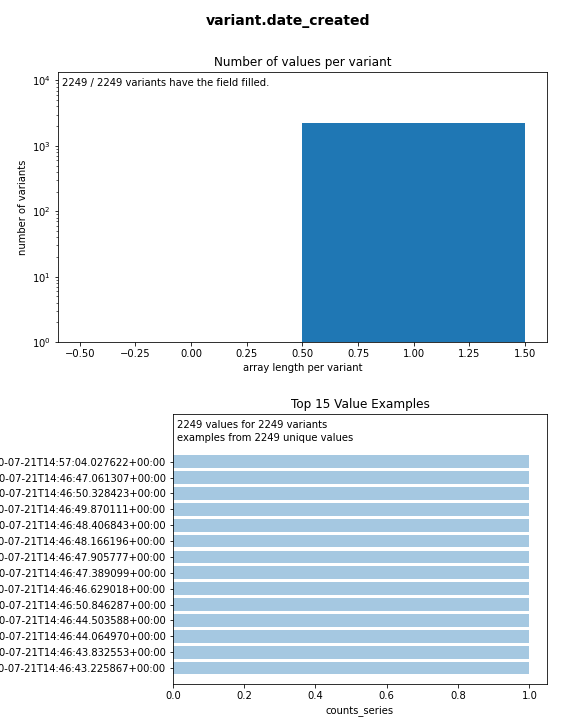 variant.date_created
Number of values per variant
2249 / 2249 variants have the field filled.
10⁴
10³
10²
10¹
10⁰
number of variants
−0.50 −0.25 0.00 0.25 0.50 0.75 1.00 1.25 1.50
array length per variant
Top 15 Value Examples
2249 values for 2249 variants
examples from 2249 unique values
0-07-21T14:57:04.027622+00:00
0-07-21T14:46:47.061307+00:00
0-07-21T14:46:50.328423+00:00
0-07-21T14:46:49.870111+00:00
0-07-21T14:46:48.406843+00:00
0-07-21T14:46:48.166196+00:00
0-07-21T14:46:47.905777+00:00
0-07-21T14:46:47.389099+00:00
0-07-21T14:46:46.629018+00:00
0-07-21T14:46:50.846287+00:00
0-07-21T14:46:44.503588+00:00
0-07-21T14:46:44.064970+00:00
0-07-21T14:46:43.832553+00:00
0-07-21T14:46:43.225867+00:00
0.0 0.2 0.4 0.6 0.8 1.0
counts_series